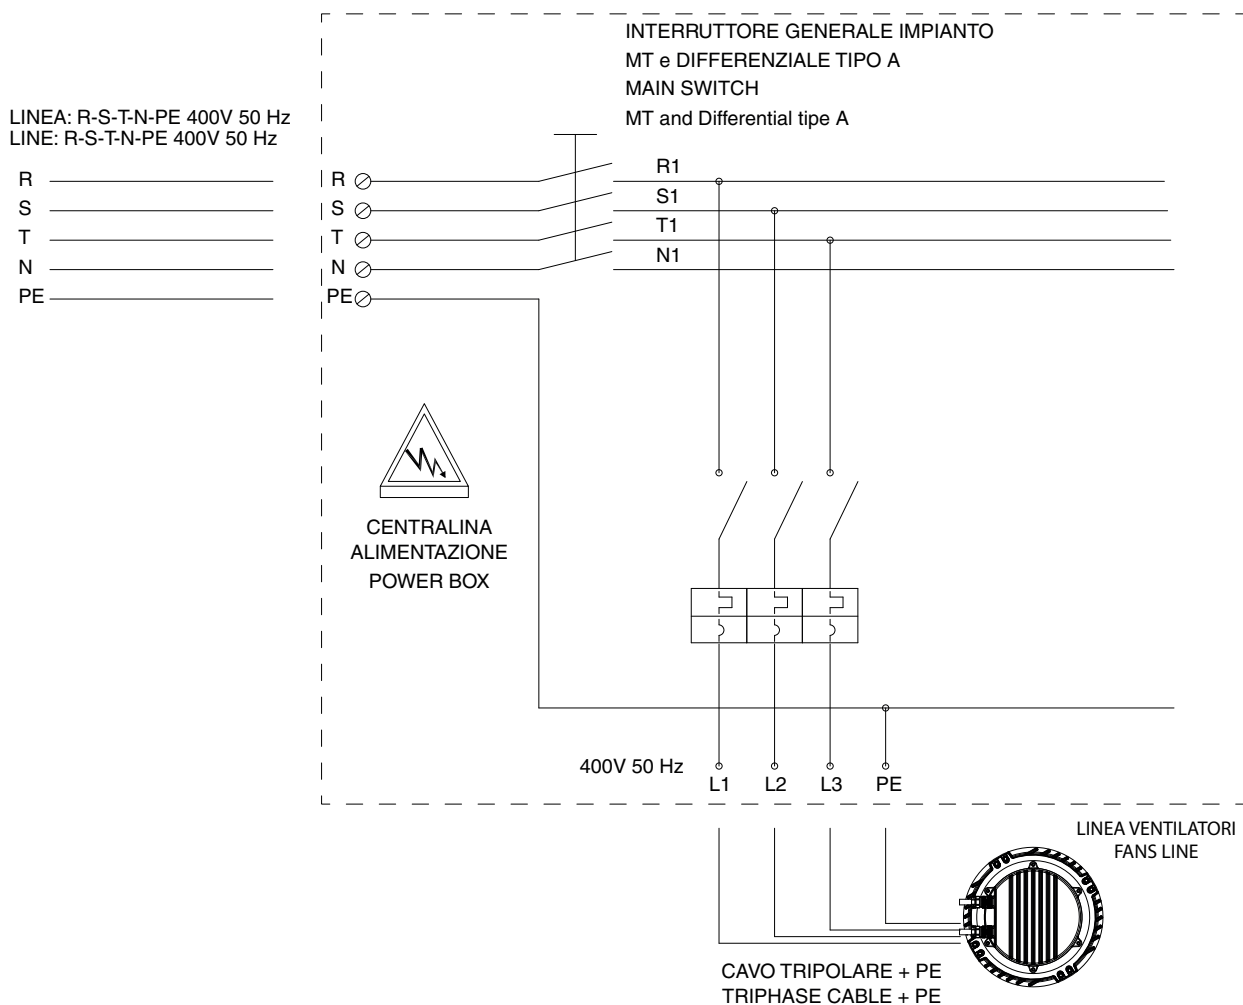 INTERRUTTORE GENERALE IMPIANTO
MT e DIFFERENZIALE TIPO A
MAIN SWITCH
MT and Differential tipe A
LINEA: R-S-T-N-PE 400V 50 Hz
LINE: R-S-T-N-PE 400V 50 Hz
R
S
T
N
PE
R
S
T
N
PE
R1
S1
T1
N1
CENTRALINA
ALIMENTAZIONE
POWER BOX
400V 50 Hz
L1
L2
L3
PE
LINEA VENTILATORI
FANS LINE
CAVO TRIPOLARE + PE
TRIPHASE CABLE + PE